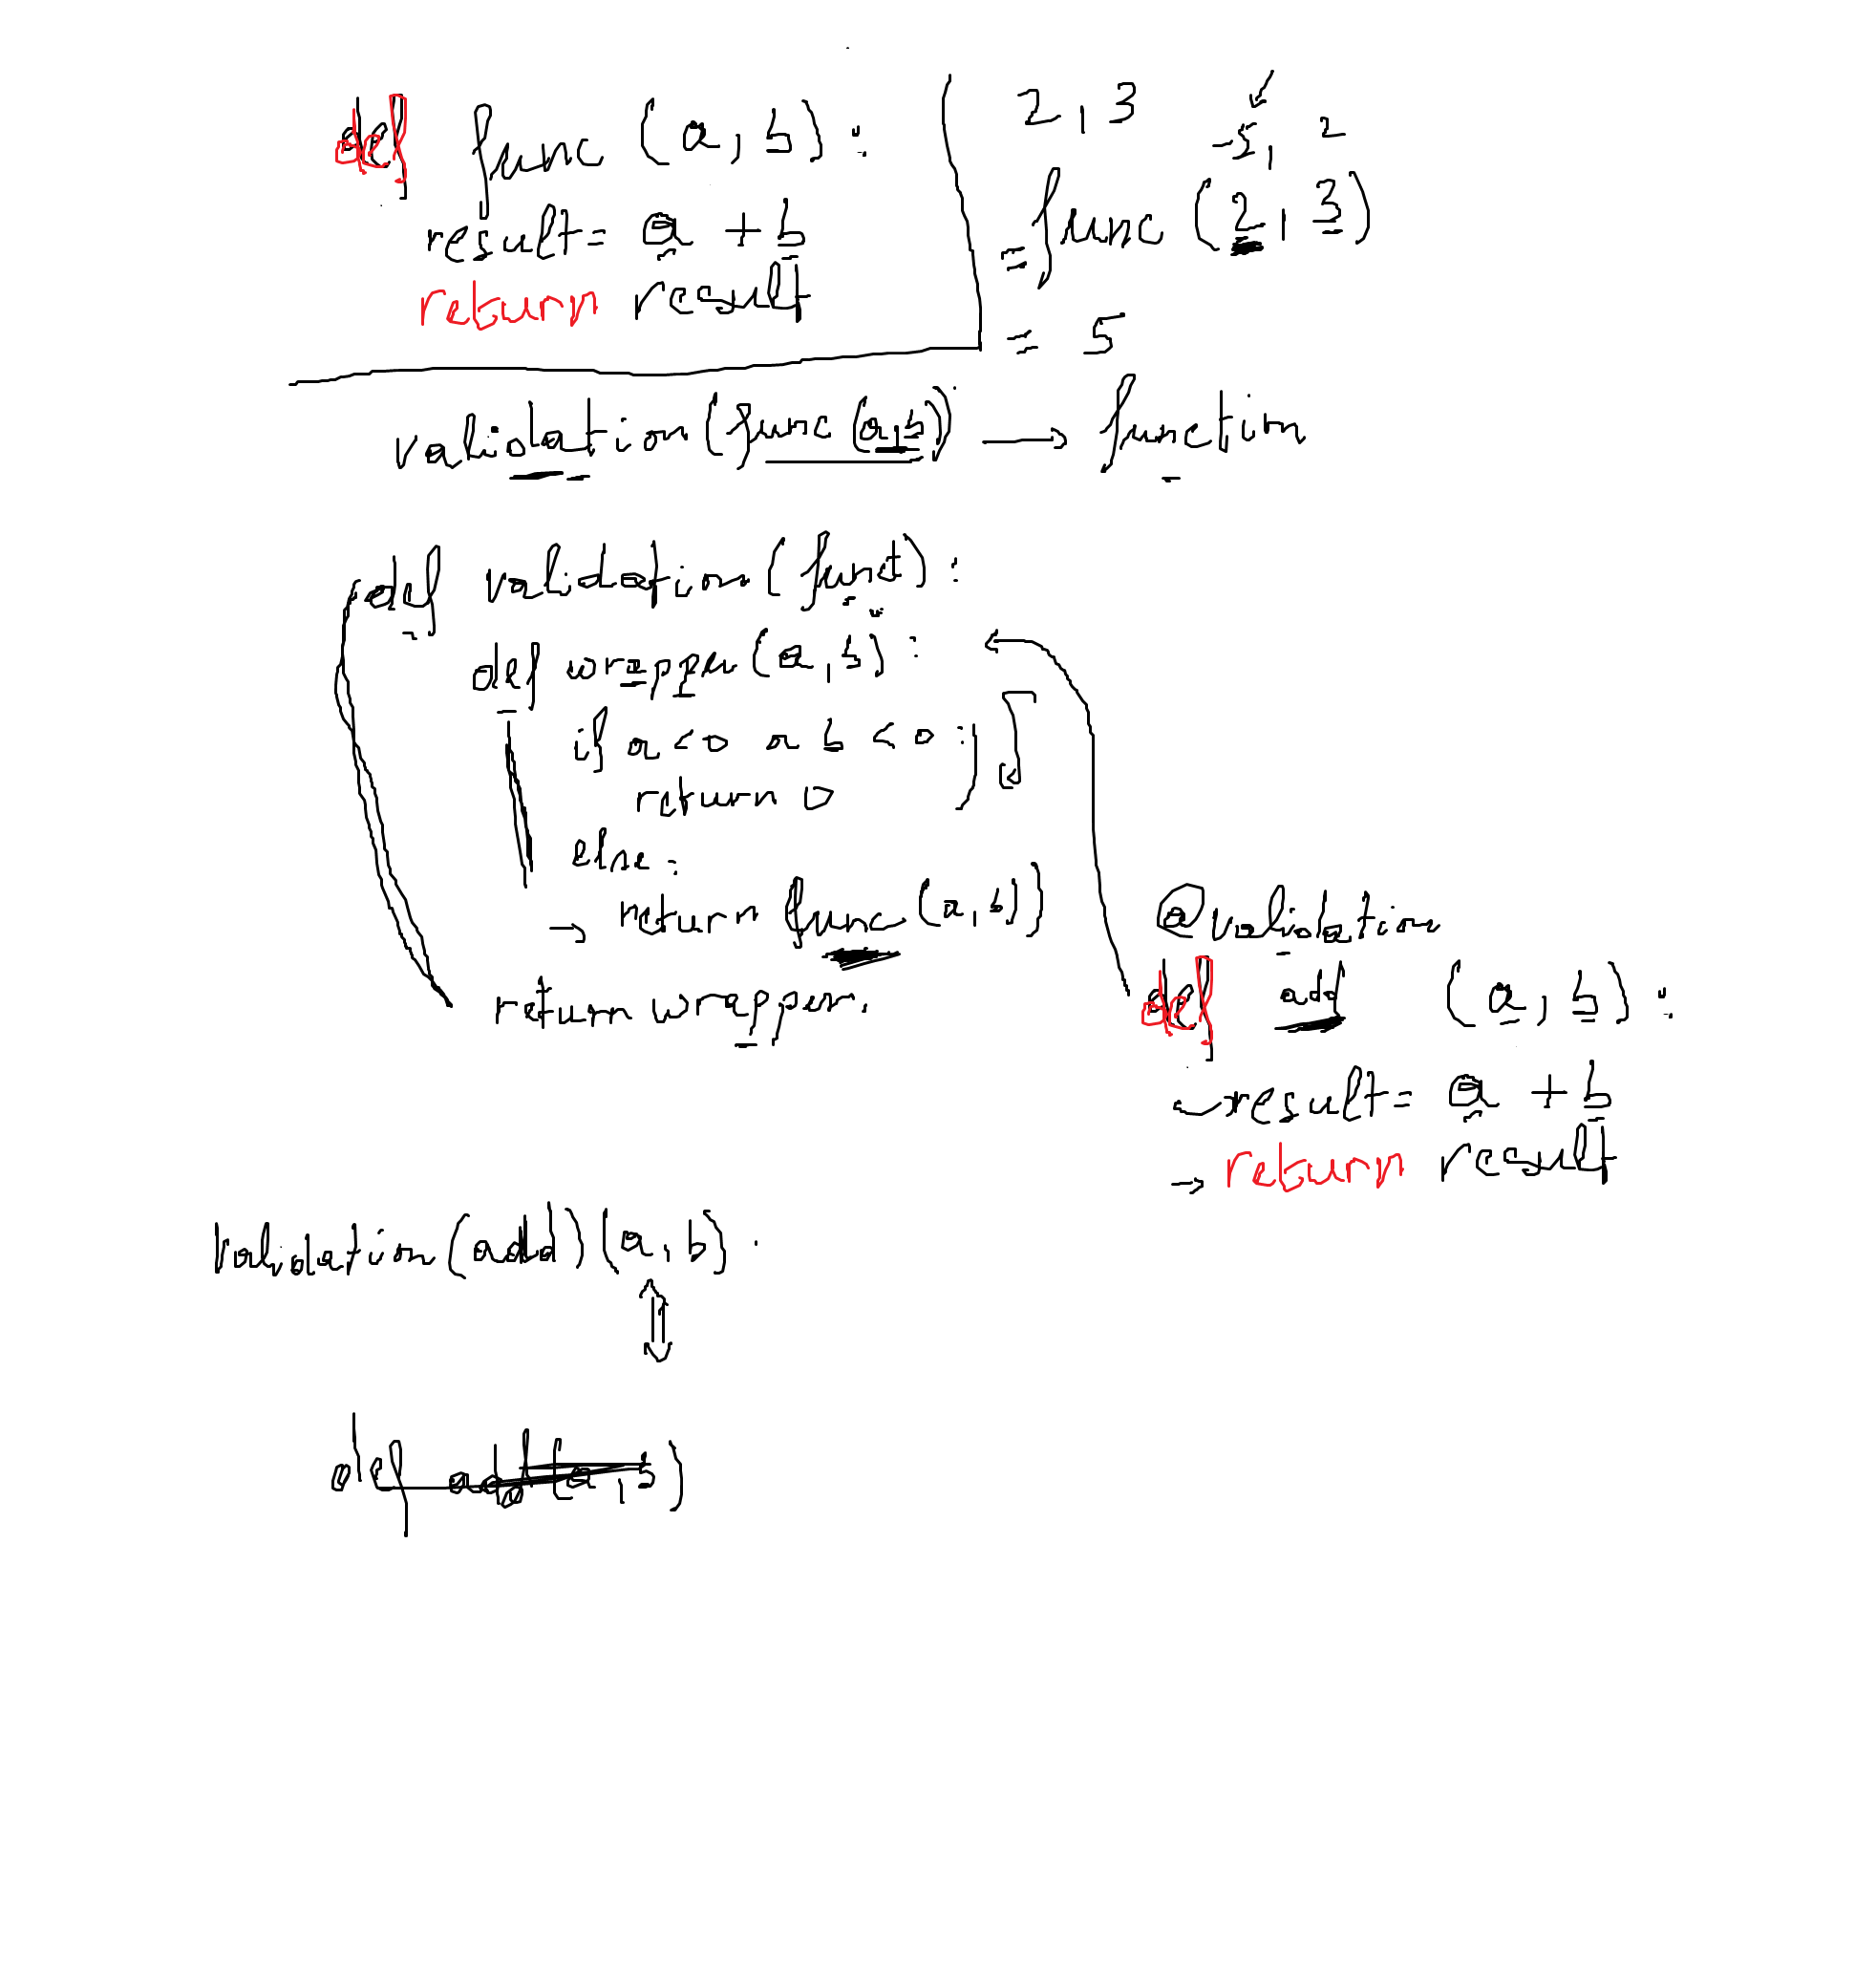 def func (a, b):
result = a + b
return result
2, 3
-5, 2
= func (2, 3)
= 5
validation (func (a,b)) → function
def validation (funct):
def wrapper (a, b):
if a < 0 or b < 0 :
return 0
else:
→ return func (a, b)
return wrapper.
@validation
def add (a, b):
result = a + b
→ return result
Validation (add) (a, b).
def add (a, b)